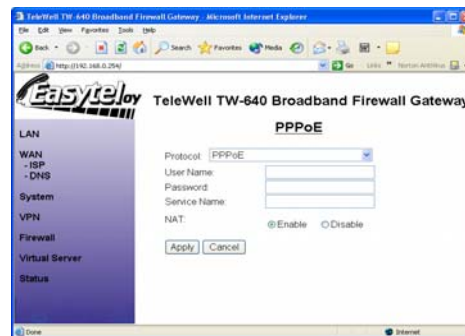 TeleWell TW-640 Broadband Firewall Gateway - Microsoft Internet Explorer
File Edit View Favorites Tools Help
Back Search Favorites Media
Address http://192.168.0.254/ Go Links Norton AntiVirus
Easytel oy
TeleWell TW-640 Broadband Firewall Gateway
PPPoE
LAN
WAN
- ISP
- DNS
System
VPN
Firewall
Virtual Server
Status
Protocol: PPPoE
User Name:
Password:
Service Name:
NAT: Enable Disable
Apply Cancel
Done Internet